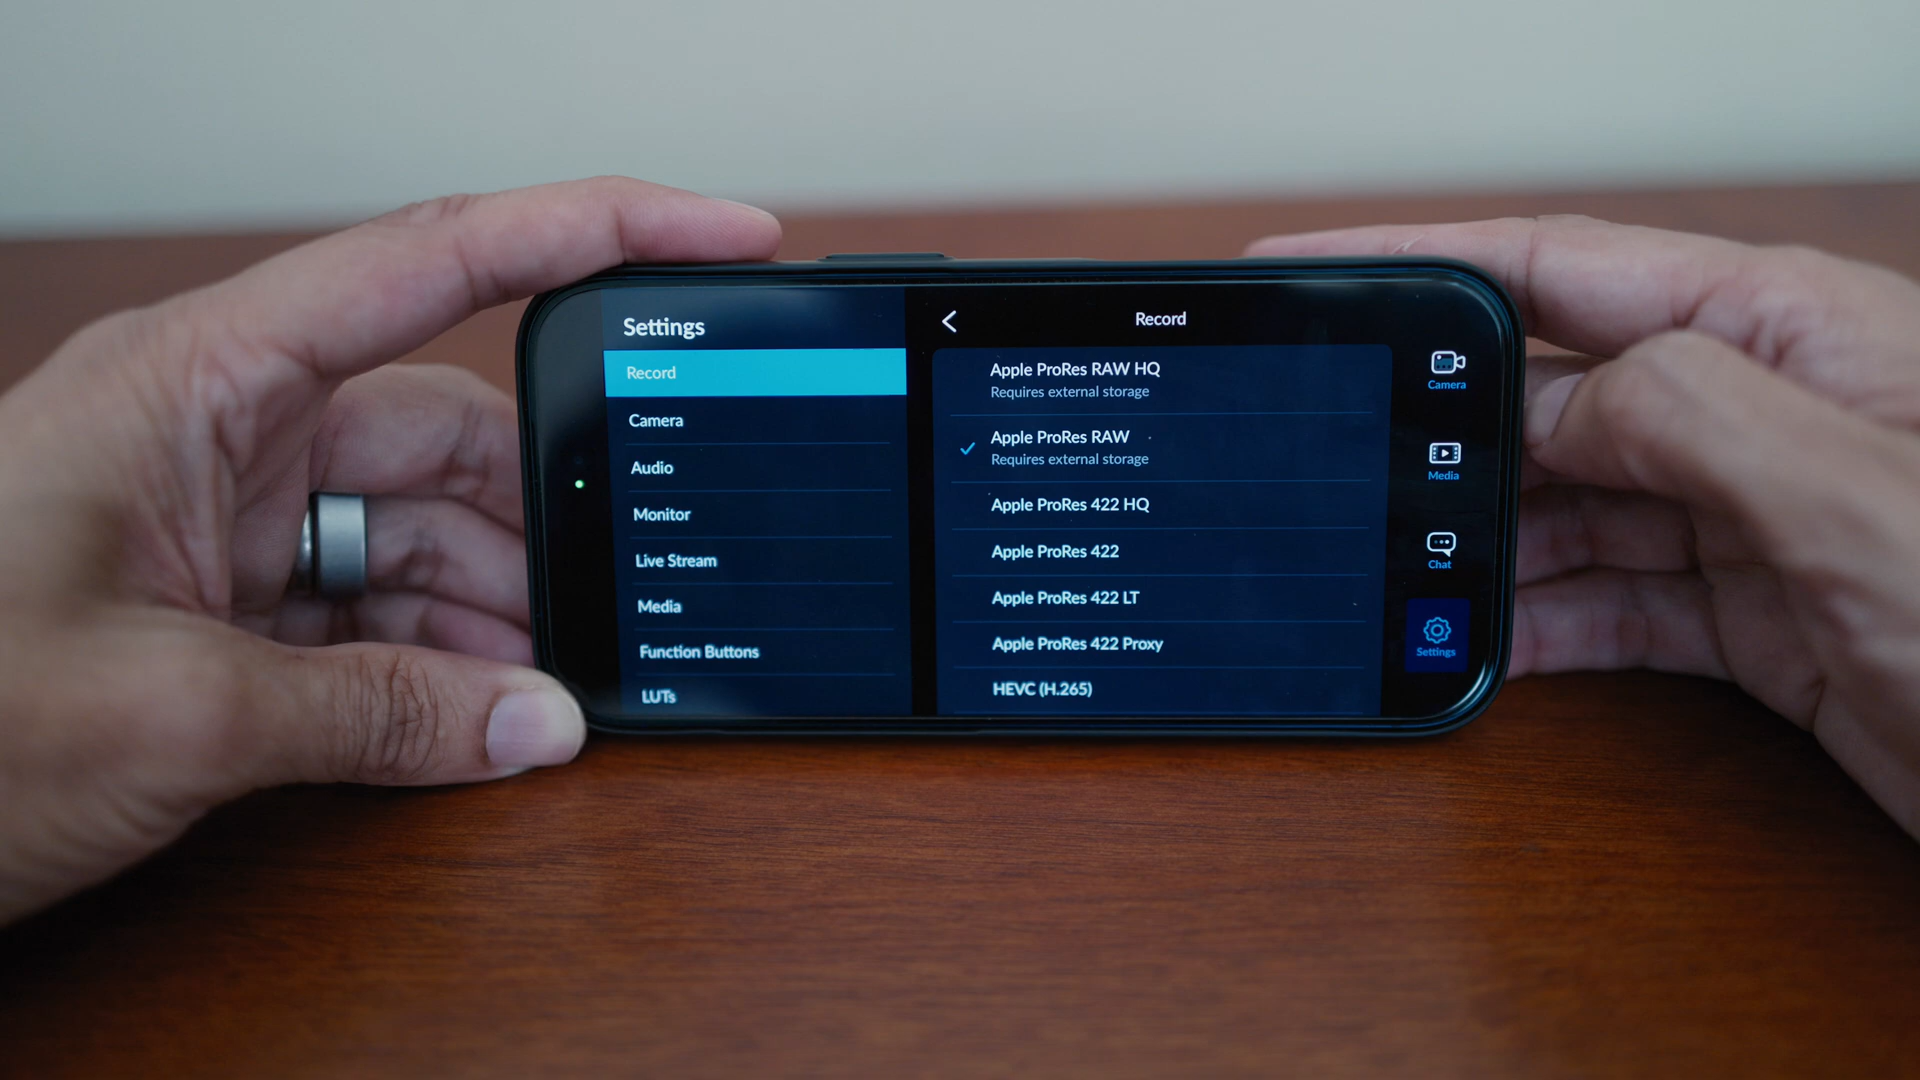 Settings
Record
Camera
Audio
Monitor
Live Stream
Media
Function Buttons
LUTs
Record
Apple ProRes RAW HQ
Requires external storage
Apple ProRes RAW
Requires external storage
Apple ProRes 422 HQ
Apple ProRes 422
Apple ProRes 422 LT
Apple ProRes 422 Proxy
HEVC (H.265)
Camera
Media
Chat
Settings